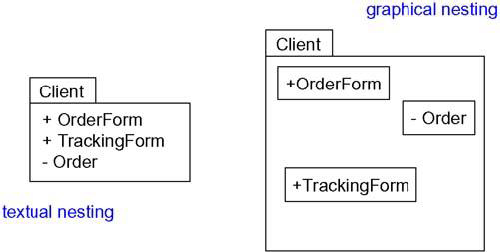 graphical nesting
Client
+OrderForm
- Order
+TrackingForm
Client
+ OrderForm
+ TrackingForm
- Order
textual nesting